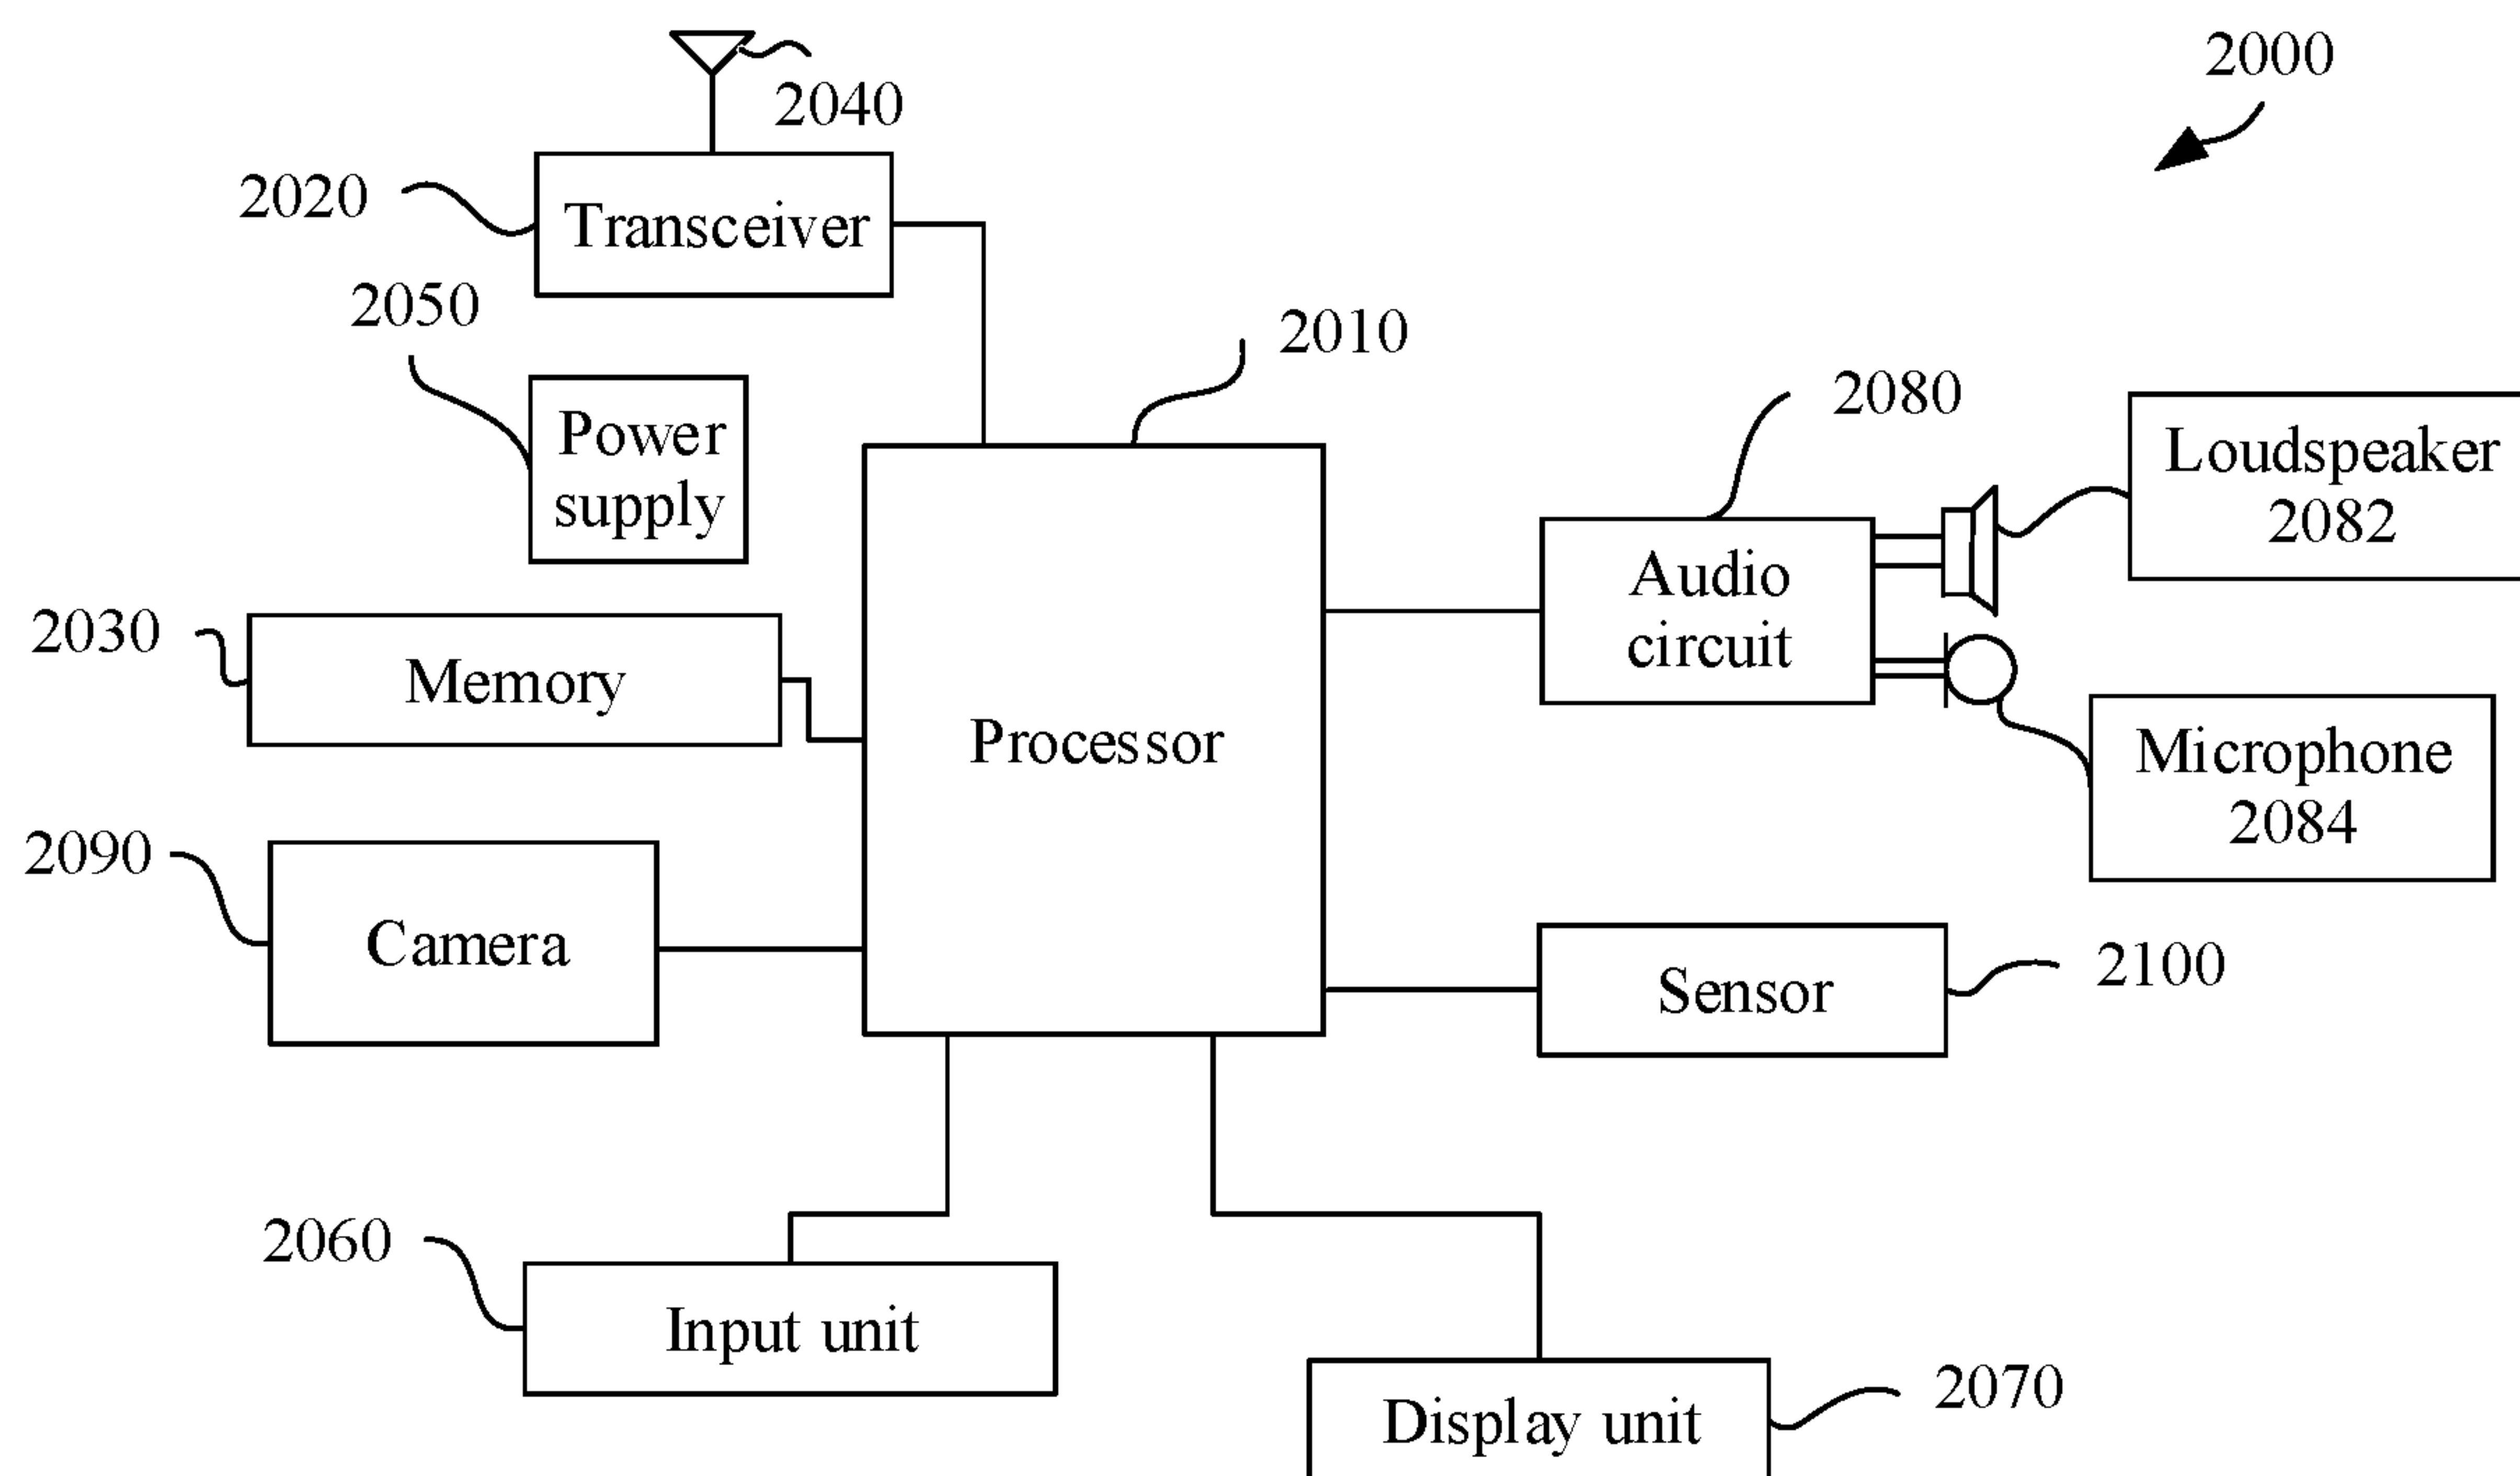 2000
2040
2020
Transceiver
2050
2010
Power
supply
2080
Loudspeaker
2082
Audio
circuit
2030
Memory
Processor
Microphone
2084
2090
Camera
Sensor
2100
2060
Input unit
2070
Display unit